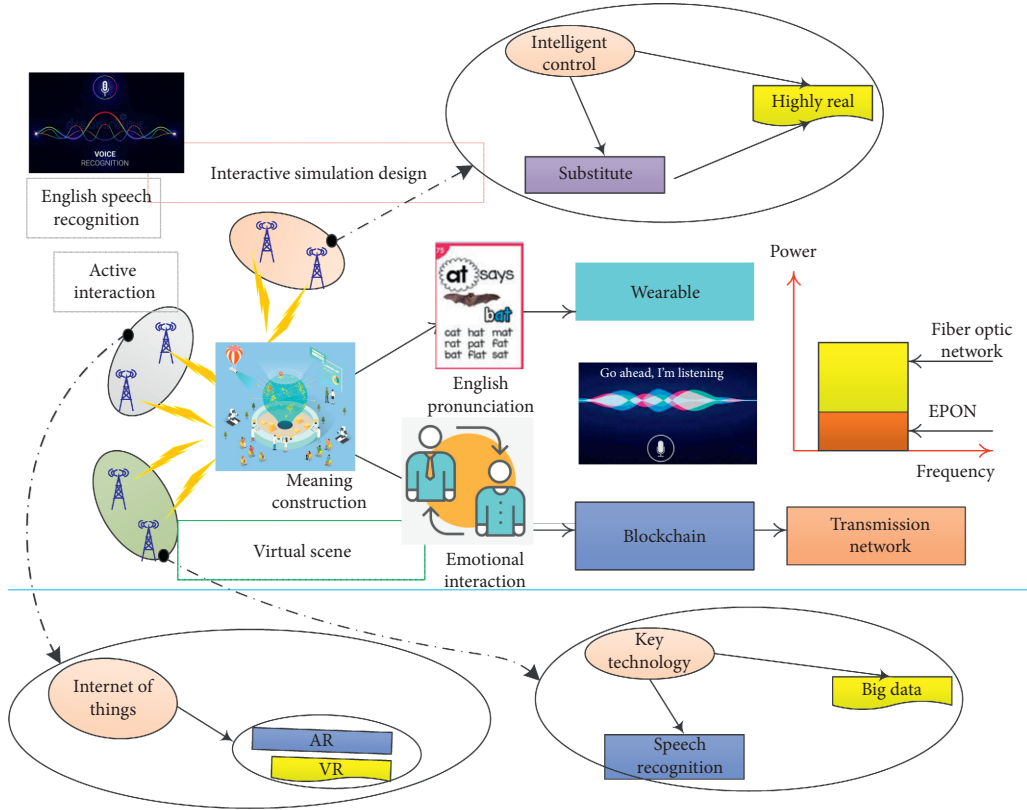 Intelligent
control
Highly real
Substitute
VOICE
RECOGNITION
Interactive simulation design
English speech
recognition
Active
interaction
75
at says
bat
cat hat mat
rat pat fat
bat flat sat
English
pronunciation
Wearable
Go ahead, I'm listening
Power
Fiber optic
network
EPON
Frequency
Meaning
construction
Virtual scene
Emotional
interaction
Blockchain
Transmission
network
Internet of
things
AR
VR
Key
technology
Big data
Speech
recognition